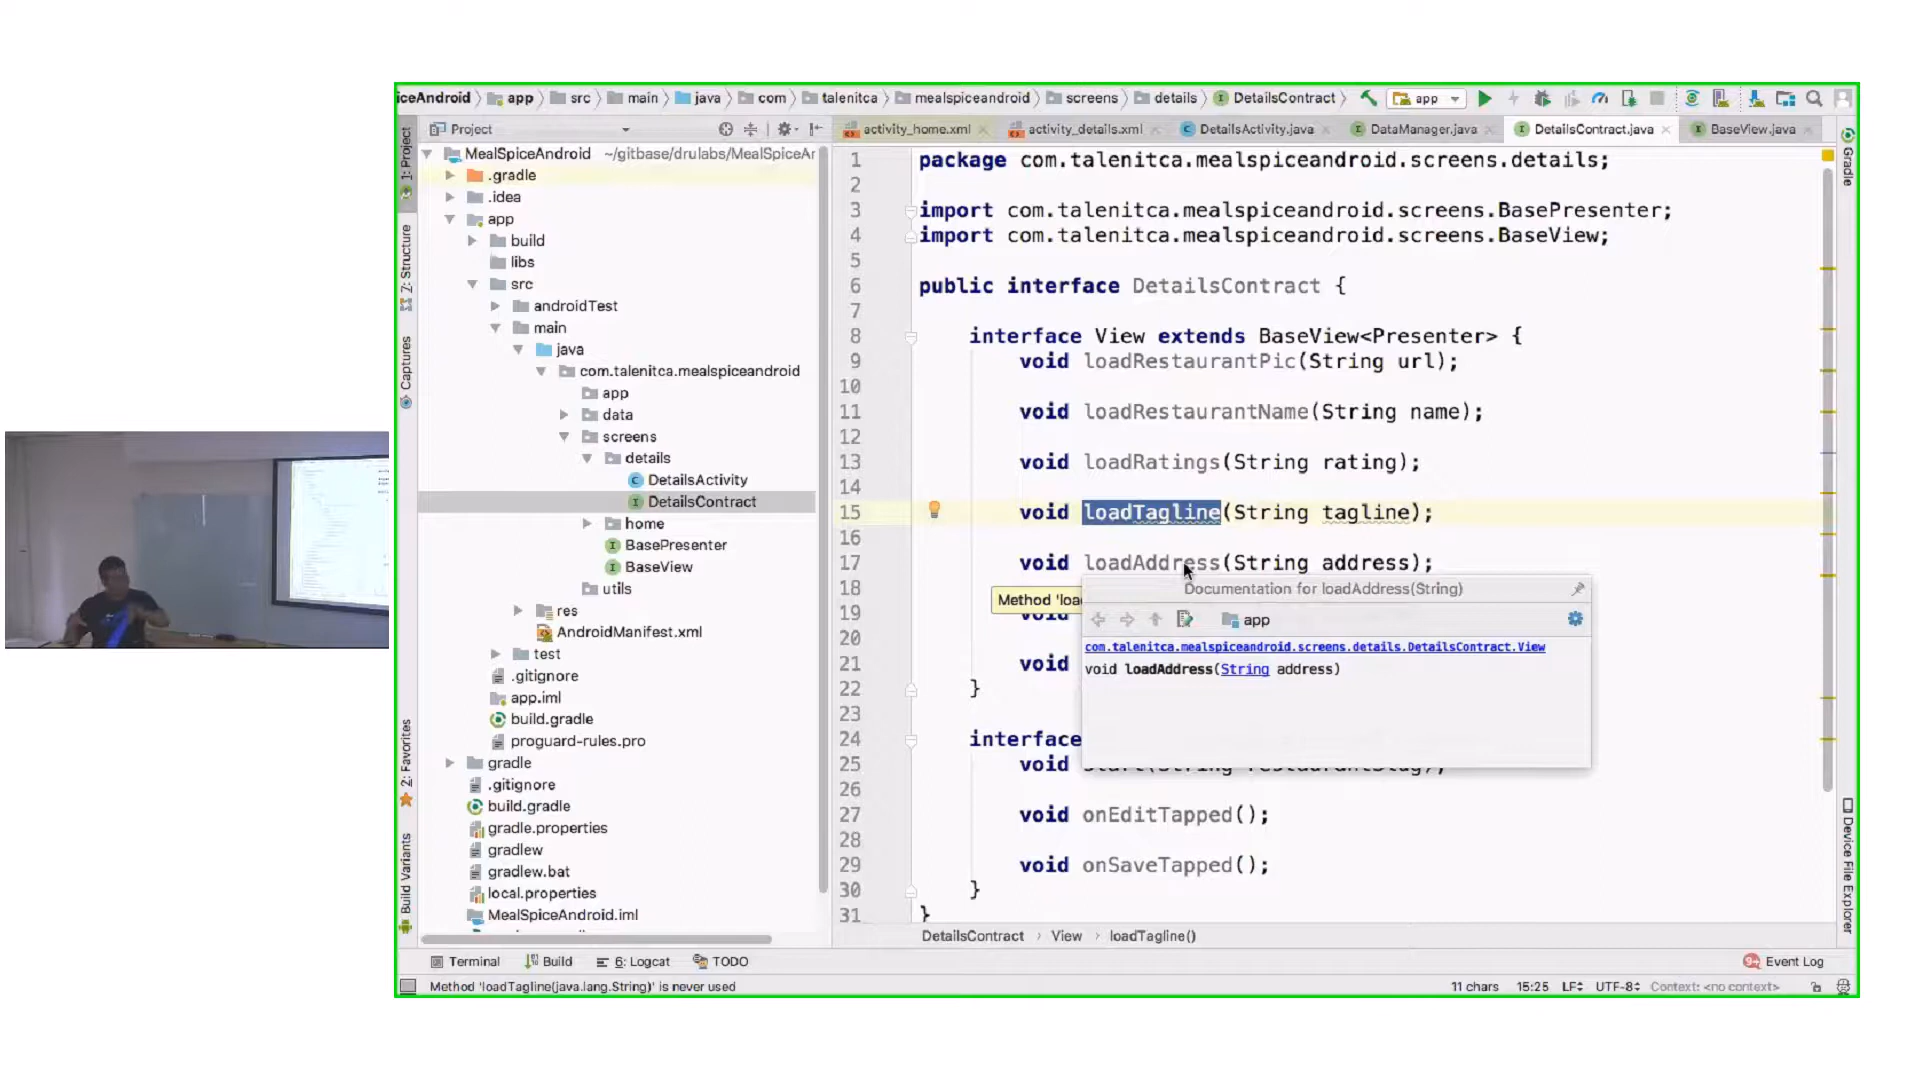 iceAndroid app src main java com talenitca mealspiceandroid screens details DetailsContract app
Project
activity_home.xml activity_details.xml DetailsActivity.java DataManager.java DetailsContract.java BaseView.java
1: Project
Z: Structure
Captures
2: Favorites
Build Variants
MealSpiceAndroid ~/gitbase/drulabs/MealSpiceAr
.gradle
.idea
app
build
libs
src
androidTest
main
java
com.talenitca.mealspiceandroid
app
data
screens
details
DetailsActivity
DetailsContract
home
BasePresenter
BaseView
utils
res
AndroidManifest.xml
test
.gitignore
app.iml
build.gradle
proguard-rules.pro
gradle
.gitignore
build.gradle
gradle.properties
gradlew
gradlew.bat
local.properties
MealSpiceAndroid.iml
1 package com.talenitca.mealspiceandroid.screens.details;
2
3 import com.talenitca.mealspiceandroid.screens.BasePresenter;
4 import com.talenitca.mealspiceandroid.screens.BaseView;
5
6 public interface DetailsContract {
7
8 interface View extends BaseView<Presenter> {
9 void loadRestaurantPic(String url);
10
11 void loadRestaurantName(String name);
12
13 void loadRatings(String rating);
14
15 void loadTagline(String tagline);
16
17 void loadAddress(String address);
18
19 void
20
21 void
22 }
23
24 interface
25 void
26
27 void onEditTapped();
28
29 void onSaveTapped();
30 }
31 }
Method 'loa
Documentation for loadAddress(String)
app
com.talenitca.mealspiceandroid.screens.details.DetailsContract.View
void loadAddress(String address)
DetailsContract View loadTagline()
Gradle
Device File Explorer
Terminal Build 6: Logcat TODO Event Log
Method 'loadTagline(java.lang.String)' is never used 11 chars 15:25 LF UTF-8 Context: <no context>